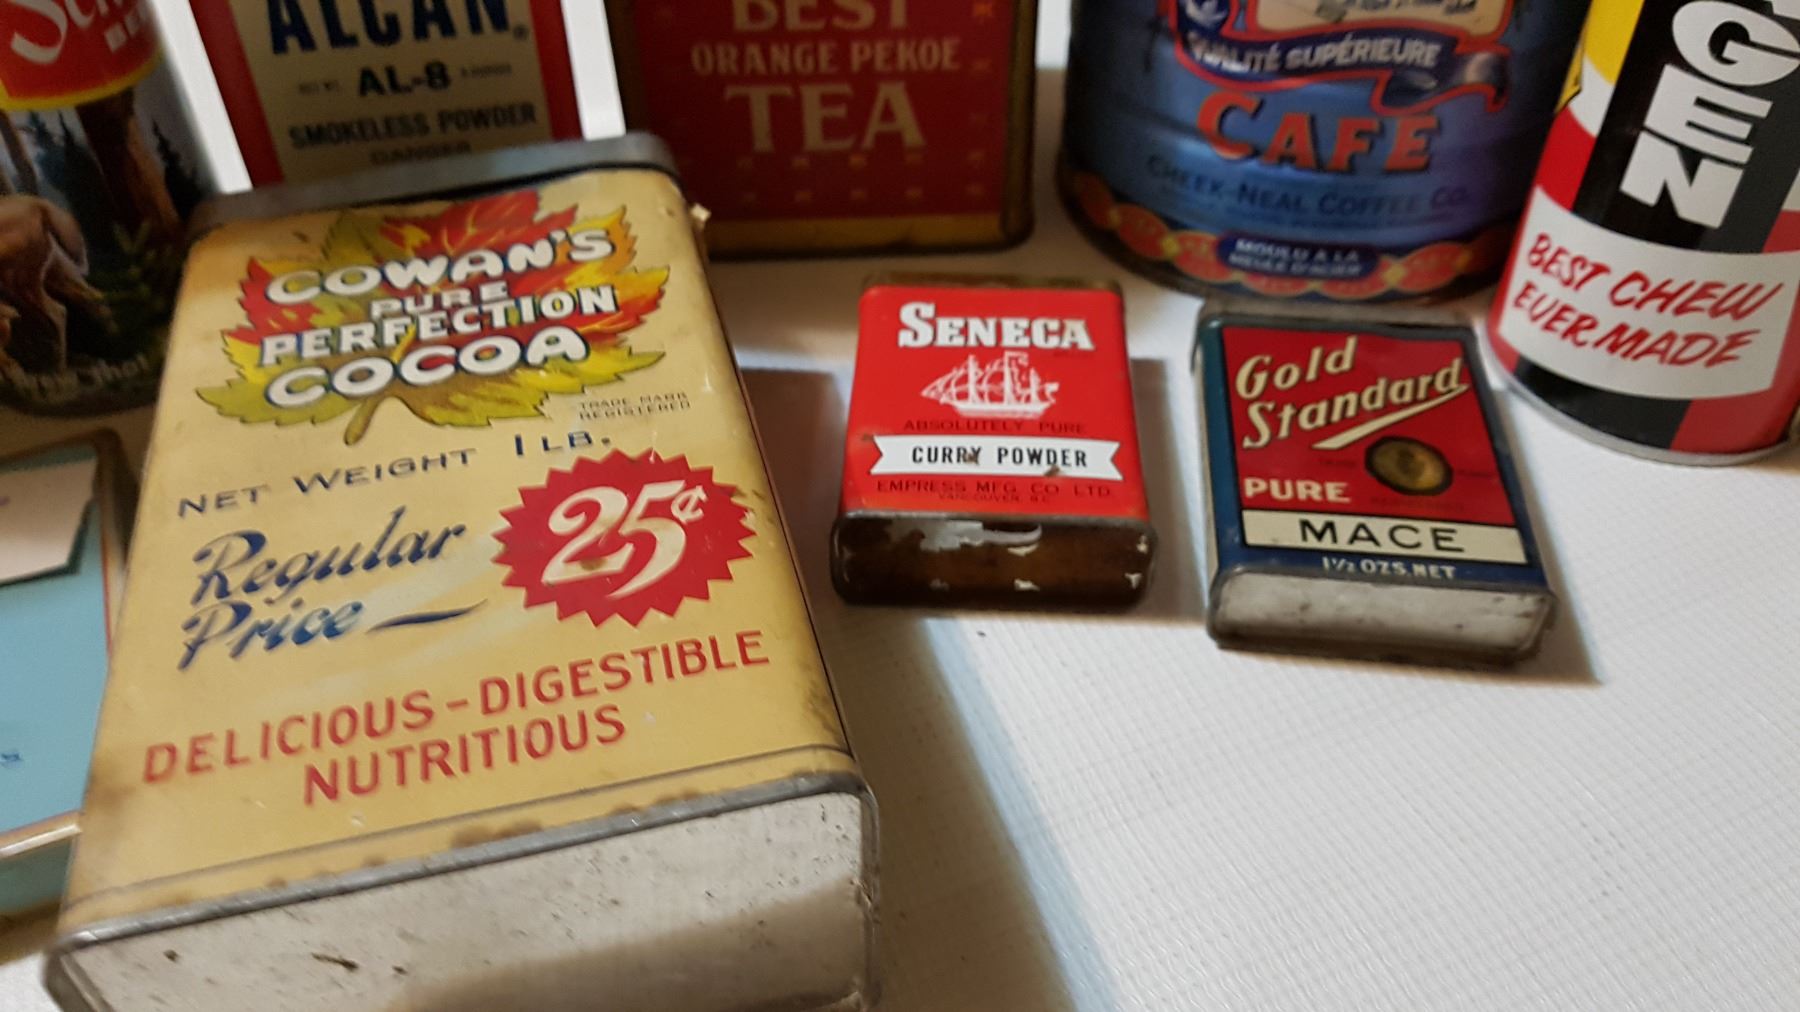 ALCAN®
AL-8
SMOKELESS POWDER
DANGER
BEST
ORANGE PEKOE
TEA
QUALITÉ SUPÉRIEURE
CAFÉ
CHEEK-NEAL COFFEE CO.
MOULU A LA
GEN
BEST CHEW
EVER MADE
COWAN'S
PURE
PERFECTION
COCOA
TRADE MARK
REGISTERED
NET WEIGHT 1 LB.
Regular
Price —
25¢
DELICIOUS-DIGESTIBLE
NUTRITIOUS
SENECA
ABSOLUTELY PURE
CURRY POWDER
EMPRESS MFG. CO. LTD.
VANCOUVER, B.C.
Gold
Standard
PURE
MACE
1½ OZS. NET